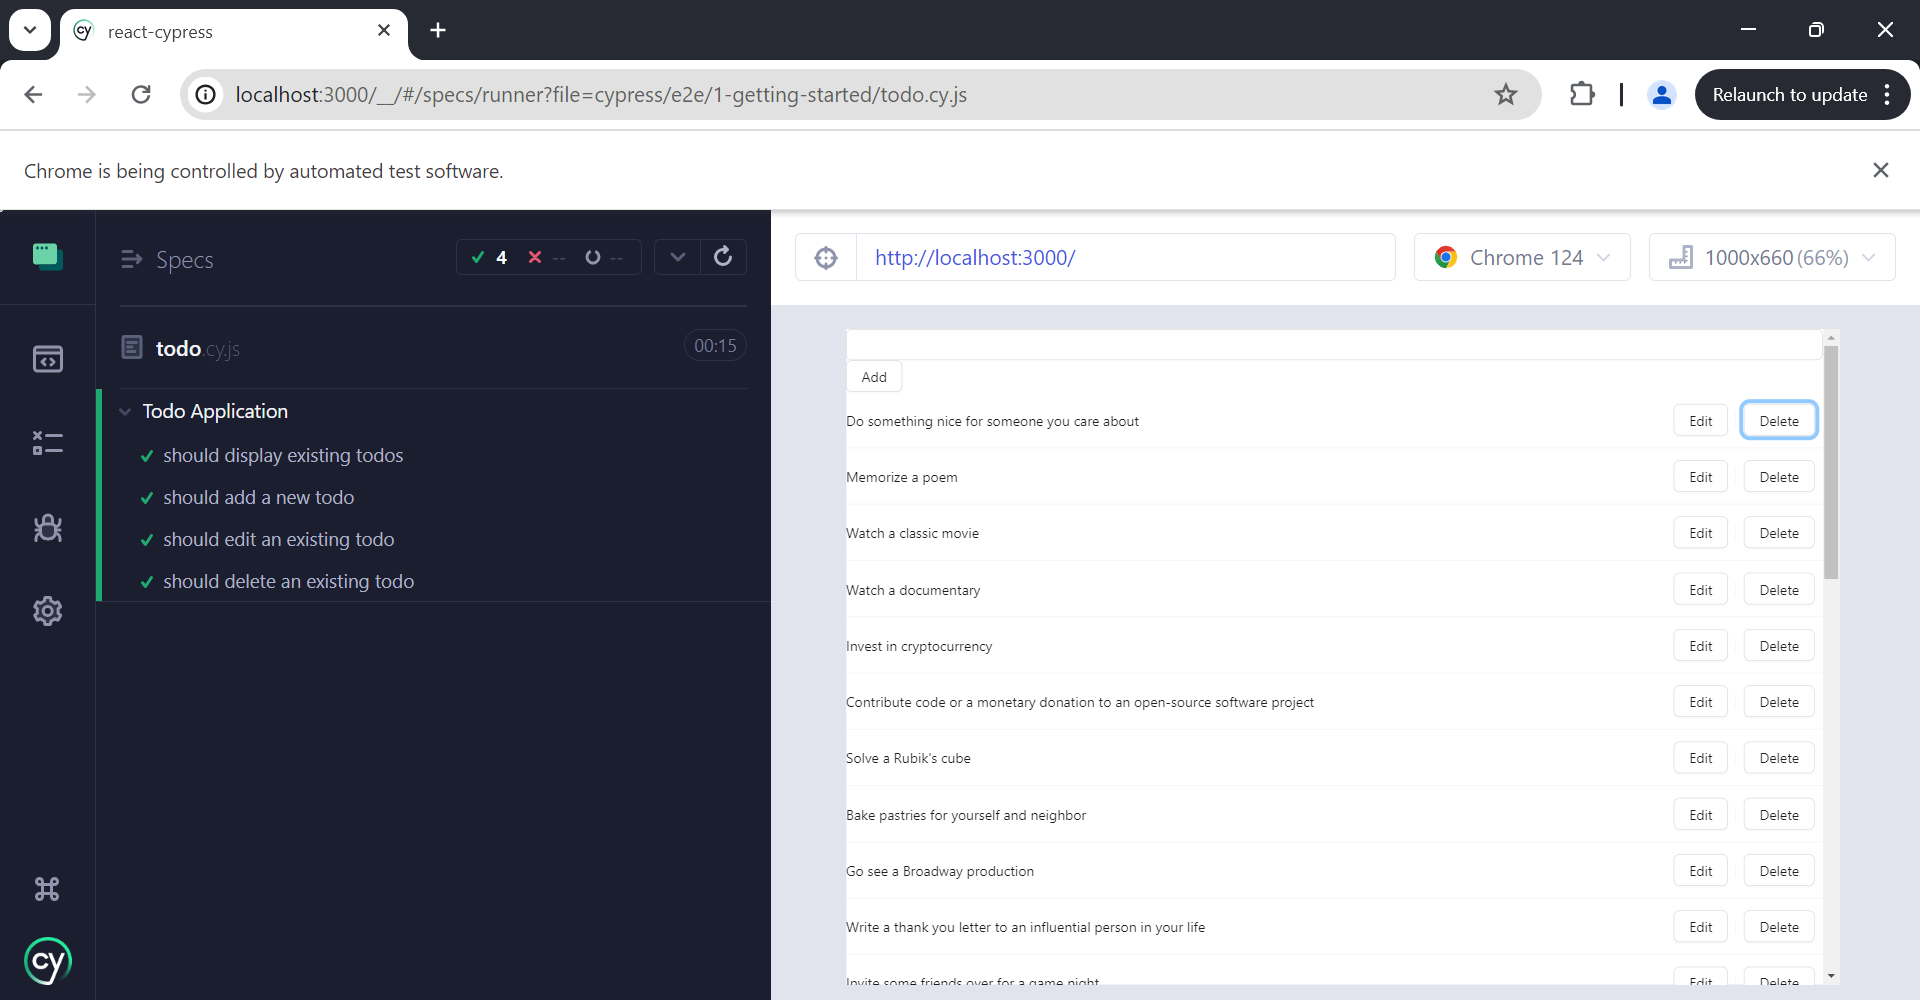 react-cypress
localhost:3000/__/#/specs/runner?file=cypress/e2e/1-getting-started/todo.cy.js
Relaunch to update
Chrome is being controlled by automated test software.
Specs
4 -- --
http://localhost:3000/
Chrome 124
1000x660 (66%)
todo.cy.js
00:15
Todo Application
should display existing todos
should add a new todo
should edit an existing todo
should delete an existing todo
cy
Add
Do something nice for someone you care about Edit Delete
Memorize a poem Edit Delete
Watch a classic movie Edit Delete
Watch a documentary Edit Delete
Invest in cryptocurrency Edit Delete
Contribute code or a monetary donation to an open-source software project Edit Delete
Solve a Rubik's cube Edit Delete
Bake pastries for yourself and neighbor Edit Delete
Go see a Broadway production Edit Delete
Write a thank you letter to an influential person in your life Edit Delete
Invite some friends over for a game night Edit Delete